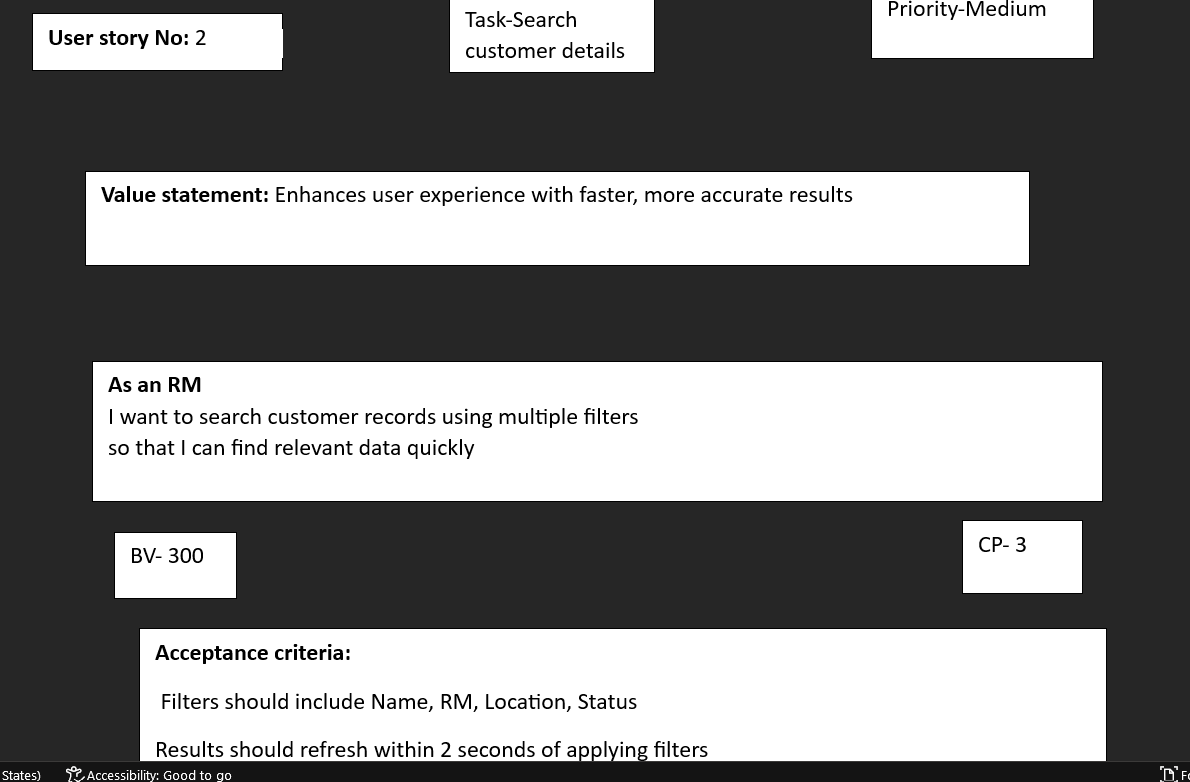 User story No: 2
Task-Search
customer details
Priority-Medium
Value statement: Enhances user experience with faster, more accurate results
As an RM
I want to search customer records using multiple filters
so that I can find relevant data quickly
BV- 300
CP- 3
Acceptance criteria:
Filters should include Name, RM, Location, Status
Results should refresh within 2 seconds of applying filters
States)
Accessibility: Good to go